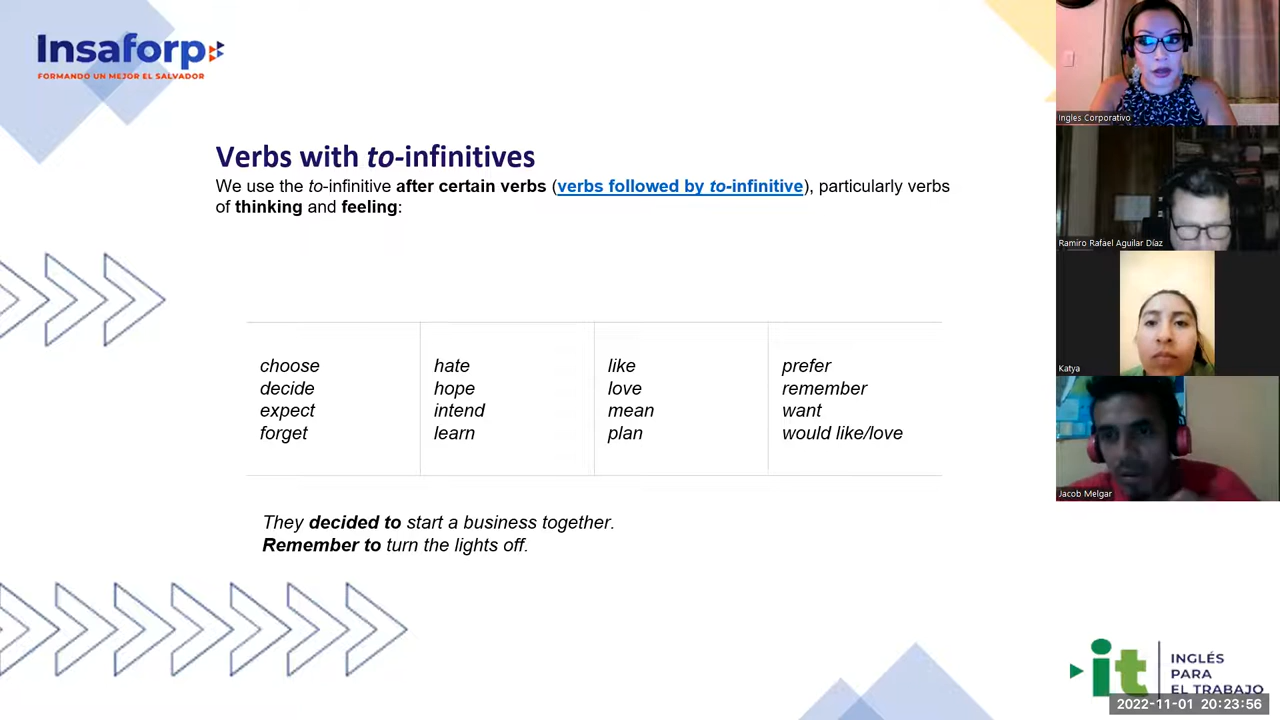 Insaforp
FORMANDO UN MEJOR EL SALVADOR
Verbs with to-infinitives
We use the to-infinitive after certain verbs (verbs followed by to-infinitive), particularly verbs
of thinking and feeling:
choose hate like prefer
decide hope love remember
expect intend mean want
forget learn plan would like/love
They decided to start a business together.
Remember to turn the lights off.
Ingles Corporativo
Ramiro Rafael Aguilar Díaz
Katya
Jacob Melgar
it INGLÉS
PARA
EL TRABAJO
2022-11-01 20:23:56